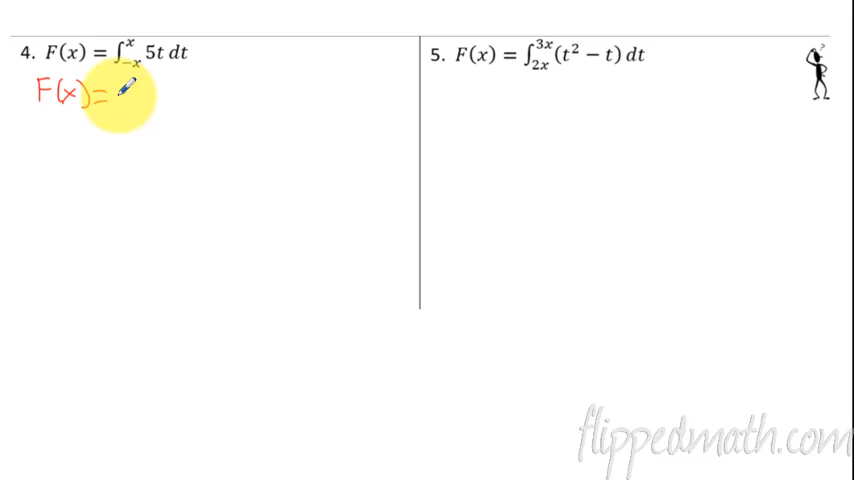 4. F(x) = ∫_{-x}^{x} 5t dt
F(x) =
5. F(x) = ∫_{2x}^{3x} (t² − t) dt
?
flippedmath.com